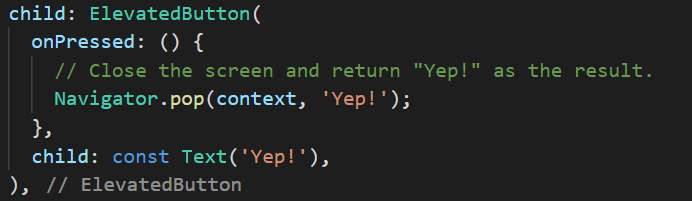 child: ElevatedButton(
  onPressed: () {
    // Close the screen and return "Yep!" as the result.
    Navigator.pop(context, 'Yep!');
  },
  child: const Text('Yep!'),
), // ElevatedButton